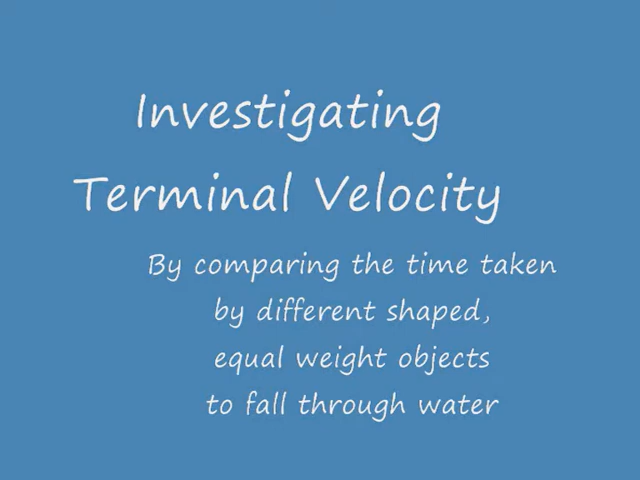 Investigating
Terminal Velocity
By comparing the time taken
by different shaped,
equal weight objects
to fall through water